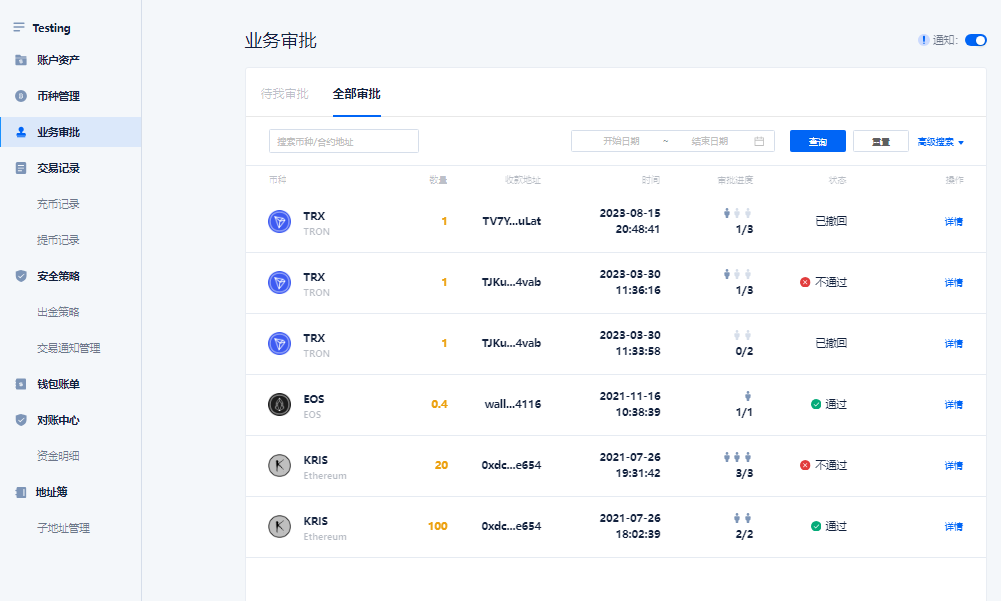 Testing
账户资产
币种管理
业务审批
交易记录
充币记录
提币记录
安全策略
出金策略
交易通知管理
钱包账单
对账中心
资金明细
地址簿
子地址管理
业务审批
通知:
待我审批 全部审批
搜索币种/合约地址 开始日期 ~ 结束日期 查询 重置 高级搜索
币种 数量 收款地址 时间 审批进度 状态 操作
TRX
TRON
1 TV7Y...uLat
2023-08-15
20:48:41
1/3
已撤回 详情
TRX
TRON
1 TJKu...4vab
2023-03-30
11:36:16
1/3
不通过 详情
TRX
TRON
1 TJKu...4vab
2023-03-30
11:33:58
0/2
已撤回 详情
EOS
EOS
0.4 wall...4116
2021-11-16
10:38:39
1/1
通过 详情
KRIS
Ethereum
20 0xdc...e654
2021-07-26
19:31:42
3/3
不通过 详情
KRIS
Ethereum
100 0xdc...e654
2021-07-26
18:02:39
2/2
通过 详情